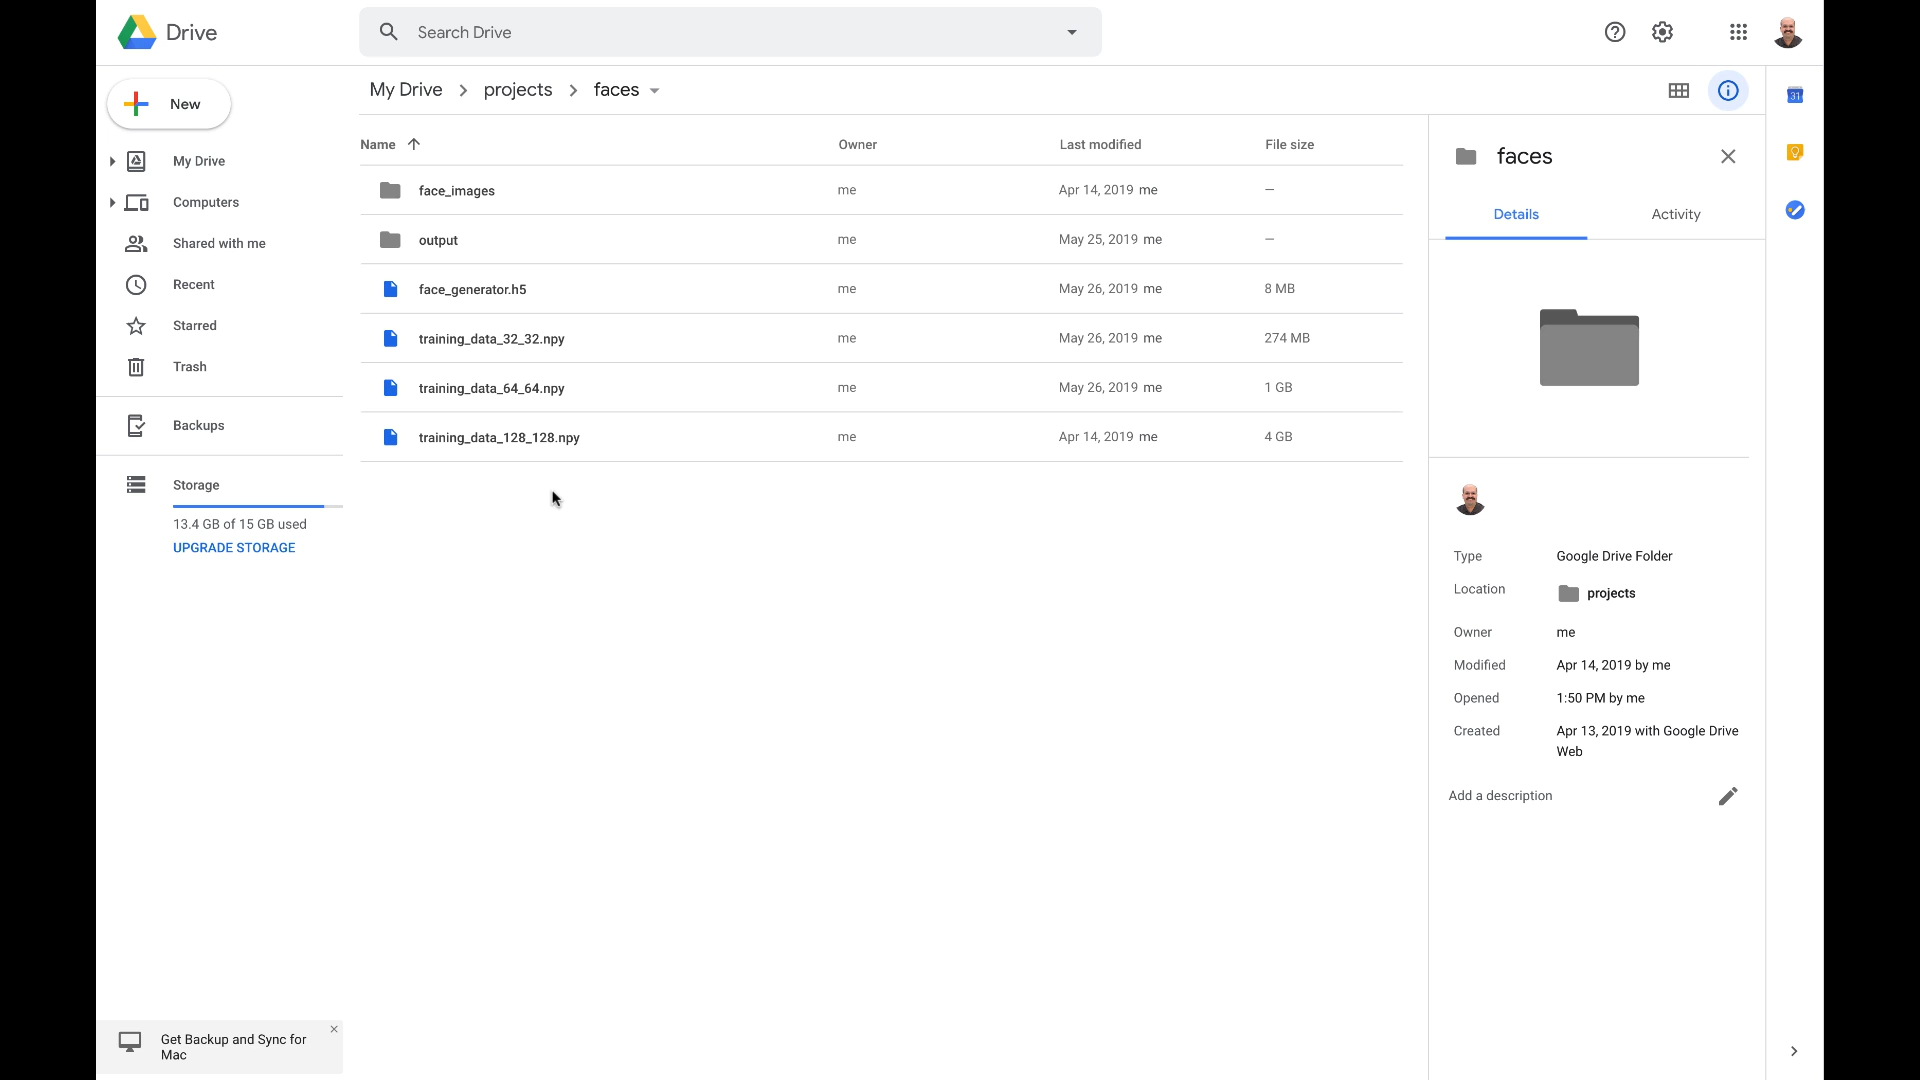 Drive
Search Drive
New
My Drive
Computers
Shared with me
Recent
Starred
Trash
Backups
Storage
13.4 GB of 15 GB used
UPGRADE STORAGE
Get Backup and Sync for
Mac
My Drive > projects > faces
Name Owner Last modified File size
face_images me Apr 14, 2019 me —
output me May 25, 2019 me —
face_generator.h5 me May 26, 2019 me 8 MB
training_data_32_32.npy me May 26, 2019 me 274 MB
training_data_64_64.npy me May 26, 2019 me 1 GB
training_data_128_128.npy me Apr 14, 2019 me 4 GB
faces
Details Activity
Type Google Drive Folder
Location projects
Owner me
Modified Apr 14, 2019 by me
Opened 1:50 PM by me
Created Apr 13, 2019 with Google Drive
Web
Add a description
31